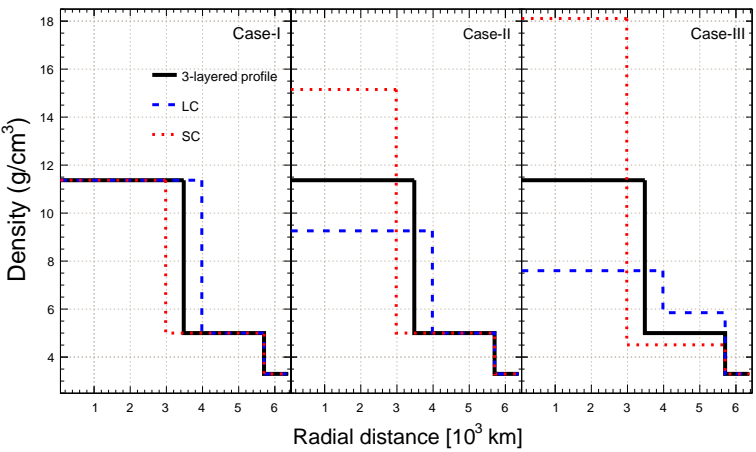 Case-I
Case-II
Case-III
3-layered profile
LC
SC
18
16
14
12
10
8
6
4
Density (g/cm³)
1 2 3 4 5 6 1 2 3 4 5 6 1 2 3 4 5 6
Radial distance [10³ km]